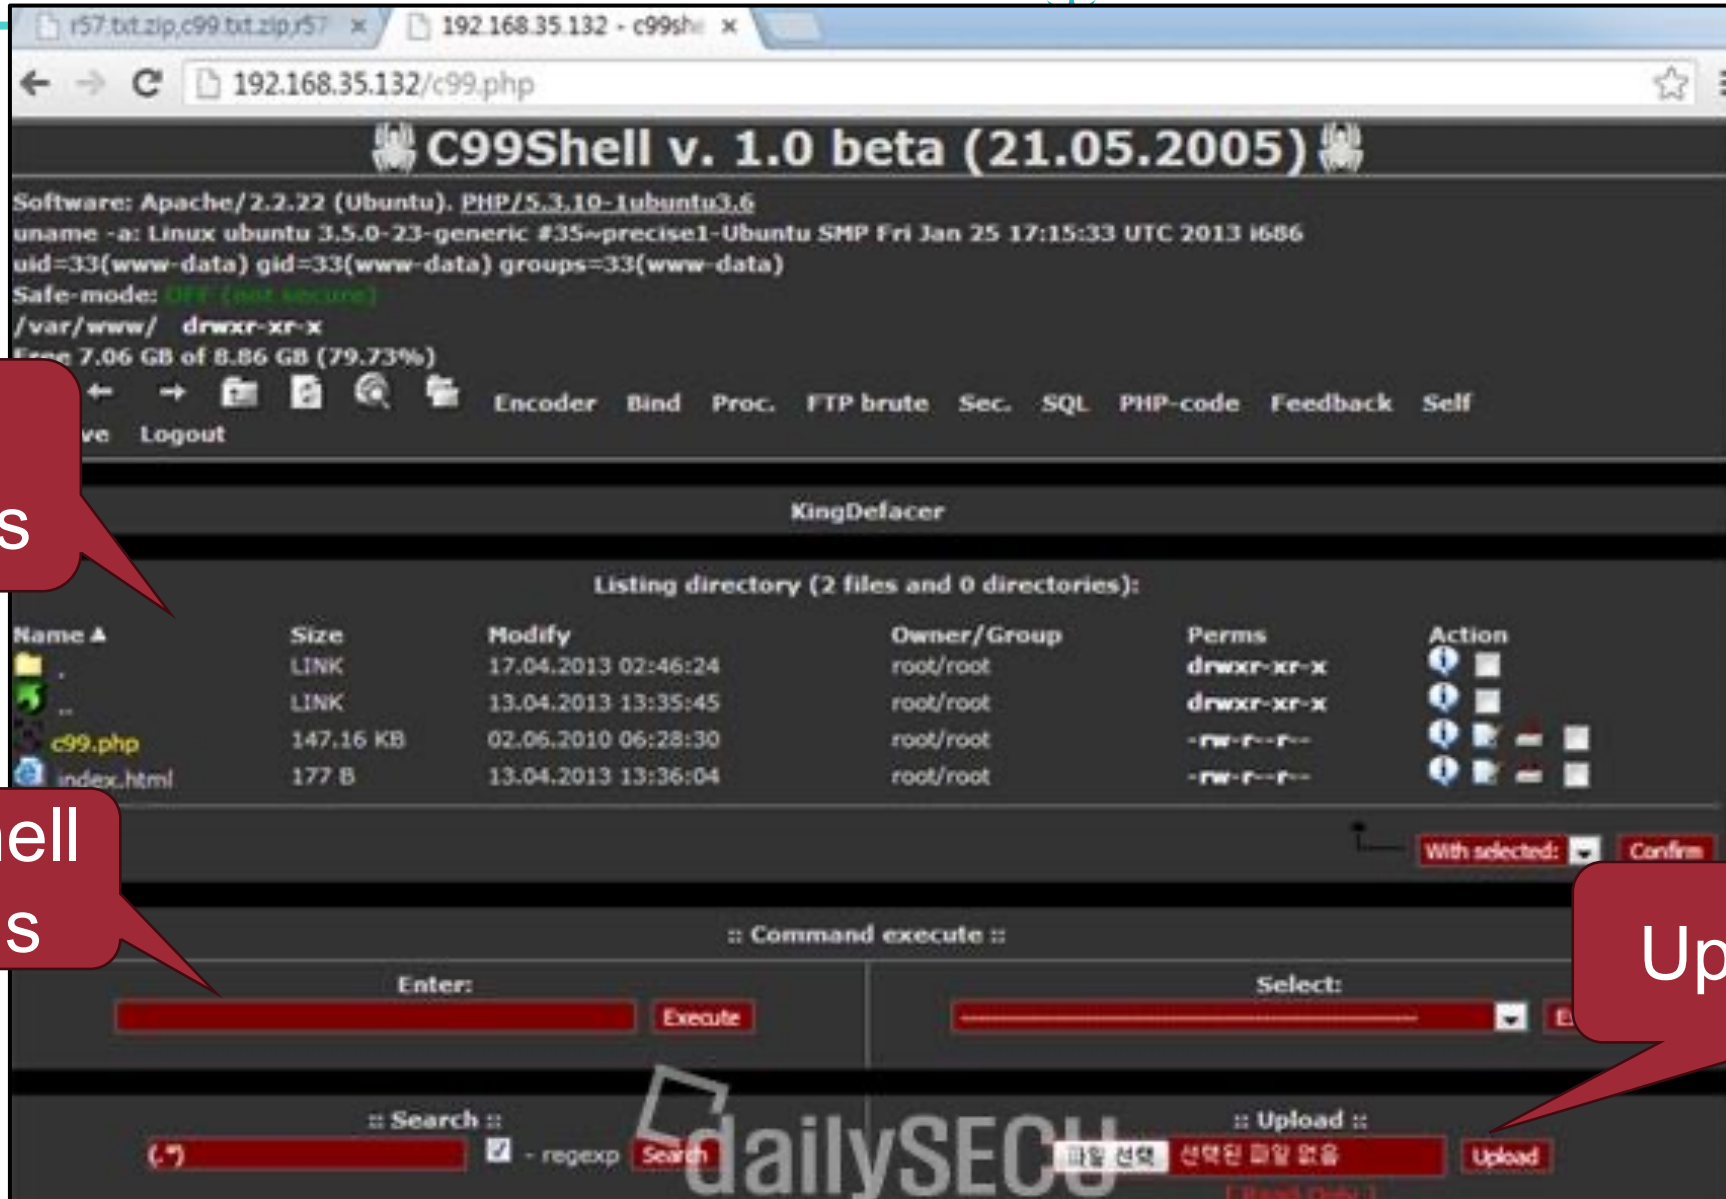 r57.txt.zip,c99.txt.zip,r57
192.168.35.132 - c99she
192.168.35.132/c99.php
C99Shell v. 1.0 beta (21.05.2005)
Software: Apache/2.2.22 (Ubuntu). PHP/5.3.10-1ubuntu3.6
uname -a: Linux ubuntu 3.5.0-23-generic #35~precise1-Ubuntu SMP Fri Jan 25 17:15:33 UTC 2013 i686
uid=33(www-data) gid=33(www-data) groups=33(www-data)
Safe-mode: OFF (not secure)
/var/www/ drwxr-xr-x
Free 7.06 GB of 8.86 GB (79.73%)
Encoder Bind Proc. FTP brute Sec. SQL PHP-code Feedback Self
ve Logout
s
KingDefacer
Listing directory (2 files and 0 directories):
Name Size Modify Owner/Group Perms Action
. LINK 17.04.2013 02:46:24 root/root drwxr-xr-x
.. LINK 13.04.2013 13:35:45 root/root drwxr-xr-x
c99.php 147.16 KB 02.06.2010 06:28:30 root/root -rw-r--r--
index.html 177 B 13.04.2013 13:36:04 root/root -rw-r--r--
ell
s
With selected: Confirm
Up
:: Command execute ::
Enter: Select:
Execute
:: Search :: :: Upload ::
(.*) - regexp Search 파일 선택 선택된 파일 없음 Upload
dailySECU
[ Read-Only ]